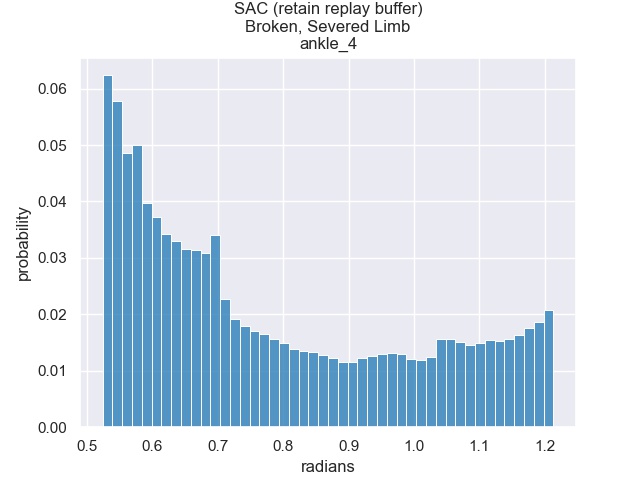 SAC (retain replay buffer)
Broken, Severed Limb
ankle_4
0.06
0.05
0.04
0.03
0.02
0.01
0.00
probability
0.5 0.6 0.7 0.8 0.9 1.0 1.1 1.2
radians